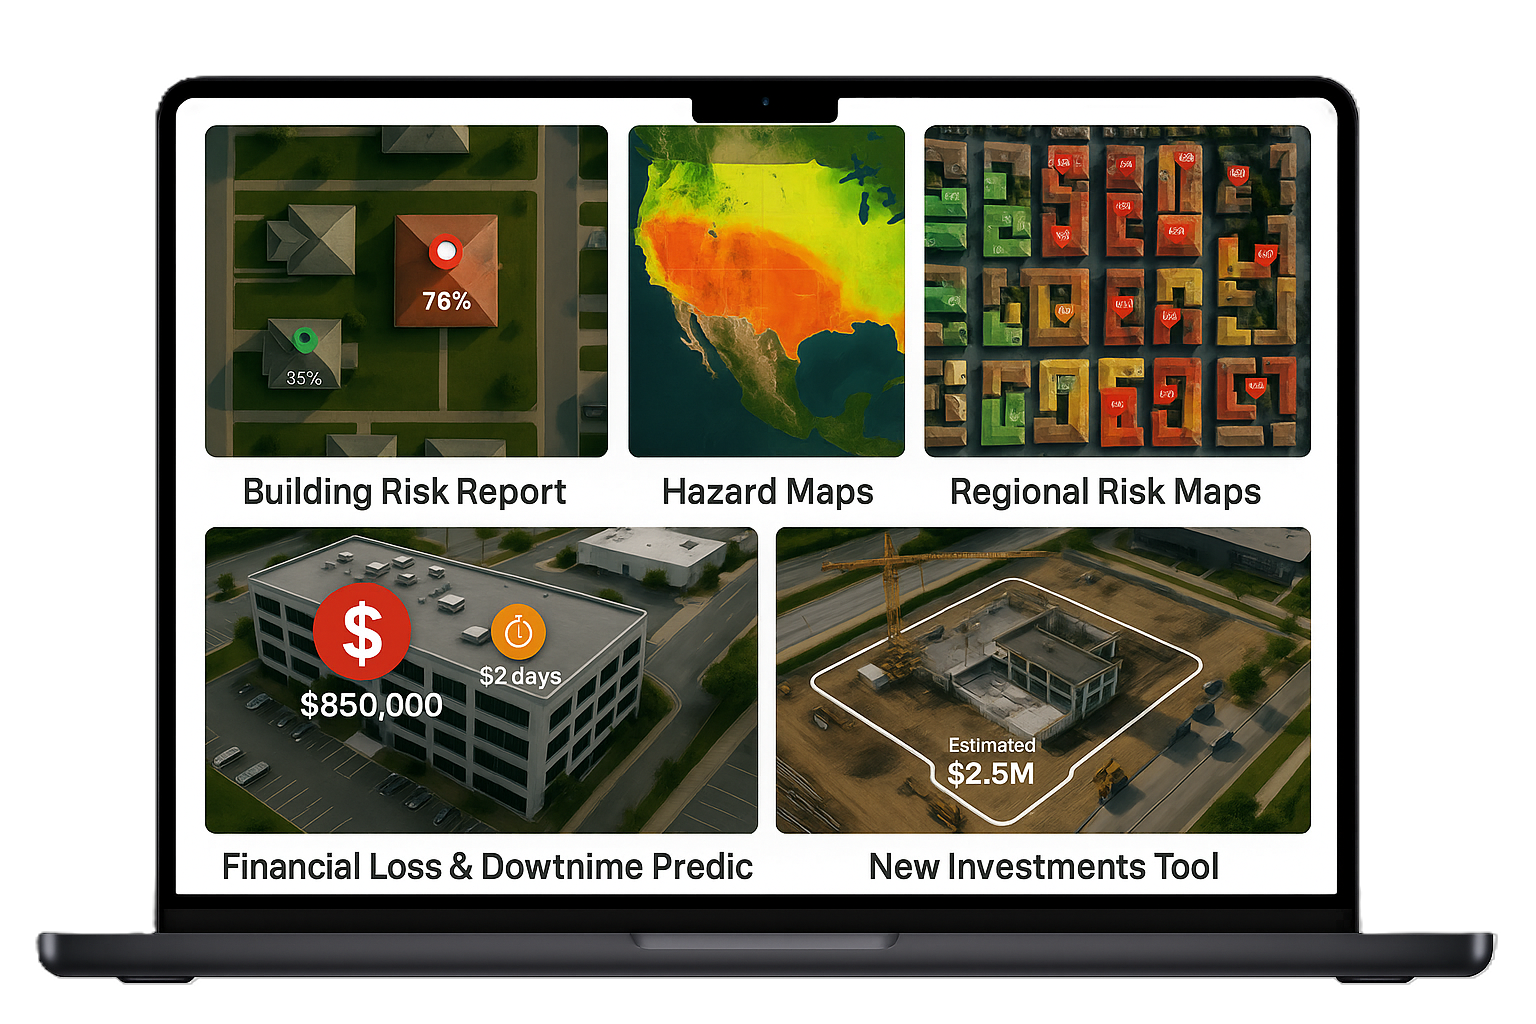 76%
35%
Building Risk Report
Hazard Maps
Regional Risk Maps
$
$850,000
$2 days
Estimated
$2.5M
Financial Loss & Dowtnime Predic
New Investments Tool